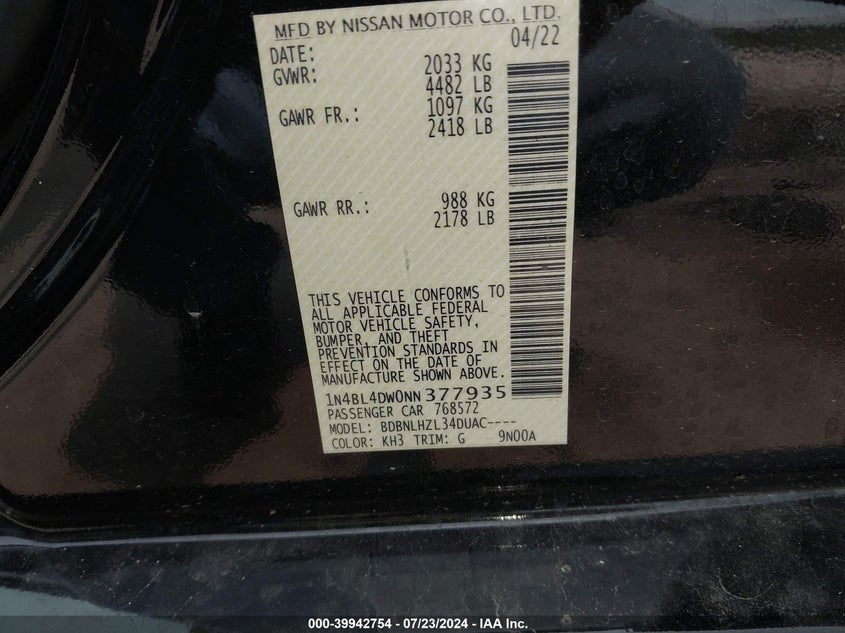 MFD BY NISSAN MOTOR CO., LTD.
DATE: 04/22
GVWR: 2033 KG
4482 LB
GAWR FR.: 1097 KG
2418 LB
GAWR RR.: 988 KG
2178 LB
THIS VEHICLE CONFORMS TO
ALL APPLICABLE FEDERAL
MOTOR VEHICLE SAFETY,
BUMPER, AND THEFT
PREVENTION STANDARDS IN
EFFECT ON THE DATE OF
MANUFACTURE SHOWN ABOVE.
1N4BL4DW0NN377935
PASSENGER CAR 768572
MODEL: BDBNLHZL34DUAC----
COLOR: KH3 TRIM: G 9N00A
000-39942754 / 07/23/2024 - IAA Inc.